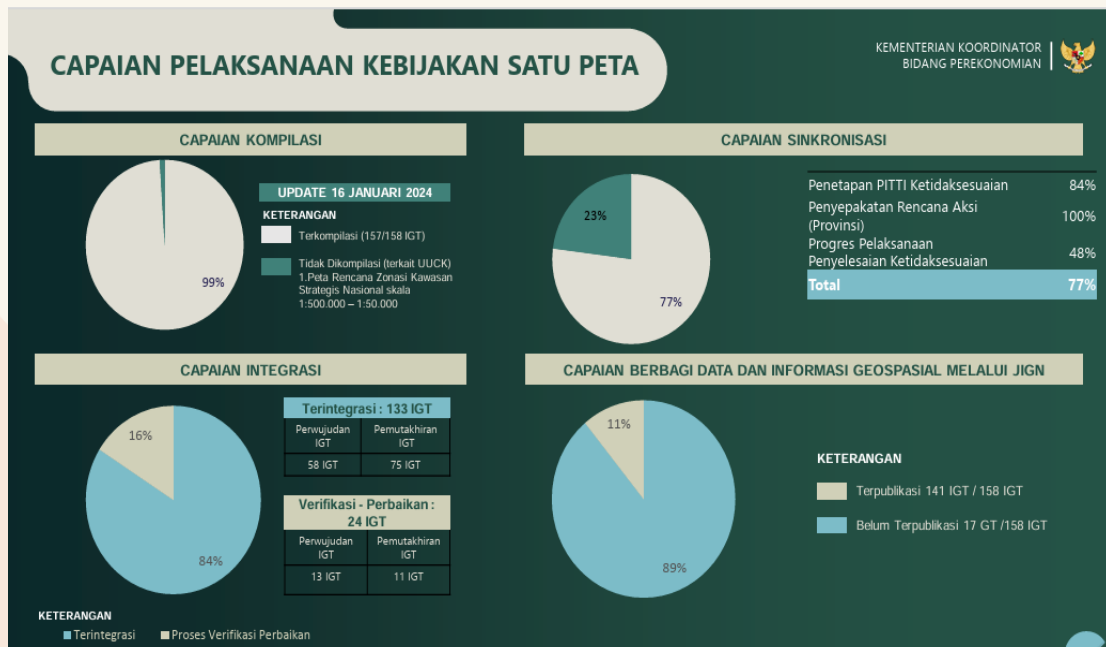 CAPAIAN PELAKSANAAN KEBIJAKAN SATU PETA
KEMENTERIAN KOORDINATOR
BIDANG PEREKONOMIAN
CAPAIAN KOMPILASI
99%
UPDATE 16 JANUARI 2024
KETERANGAN
Terkompilasi (157/158 IGT)
Tidak Dikompilasi (terkait UUCK)
1.Peta Rencana Zonasi Kawasan
Strategis Nasional skala
1:500.000 – 1:50.000
CAPAIAN SINKRONISASI
23%
77%
Penetapan PITTI Ketidaksesuaian 84%
Penyepakatan Rencana Aksi
(Provinsi) 100%
Progres Pelaksanaan
Penyelesaian Ketidaksesuaian 48%
Total 77%
CAPAIAN INTEGRASI
16%
84%
Terintegrasi : 133 IGT
Perwujudan IGT Pemutakhiran IGT
58 IGT 75 IGT
Verifikasi - Perbaikan :
24 IGT
Perwujudan IGT Pemutakhiran IGT
13 IGT 11 IGT
KETERANGAN
Terintegrasi Proses Verifikasi Perbaikan
CAPAIAN BERBAGI DATA DAN INFORMASI GEOSPASIAL MELALUI JIGN
11%
89%
KETERANGAN
Terpublikasi 141 IGT / 158 IGT
Belum Terpublikasi 17 GT /158 IGT